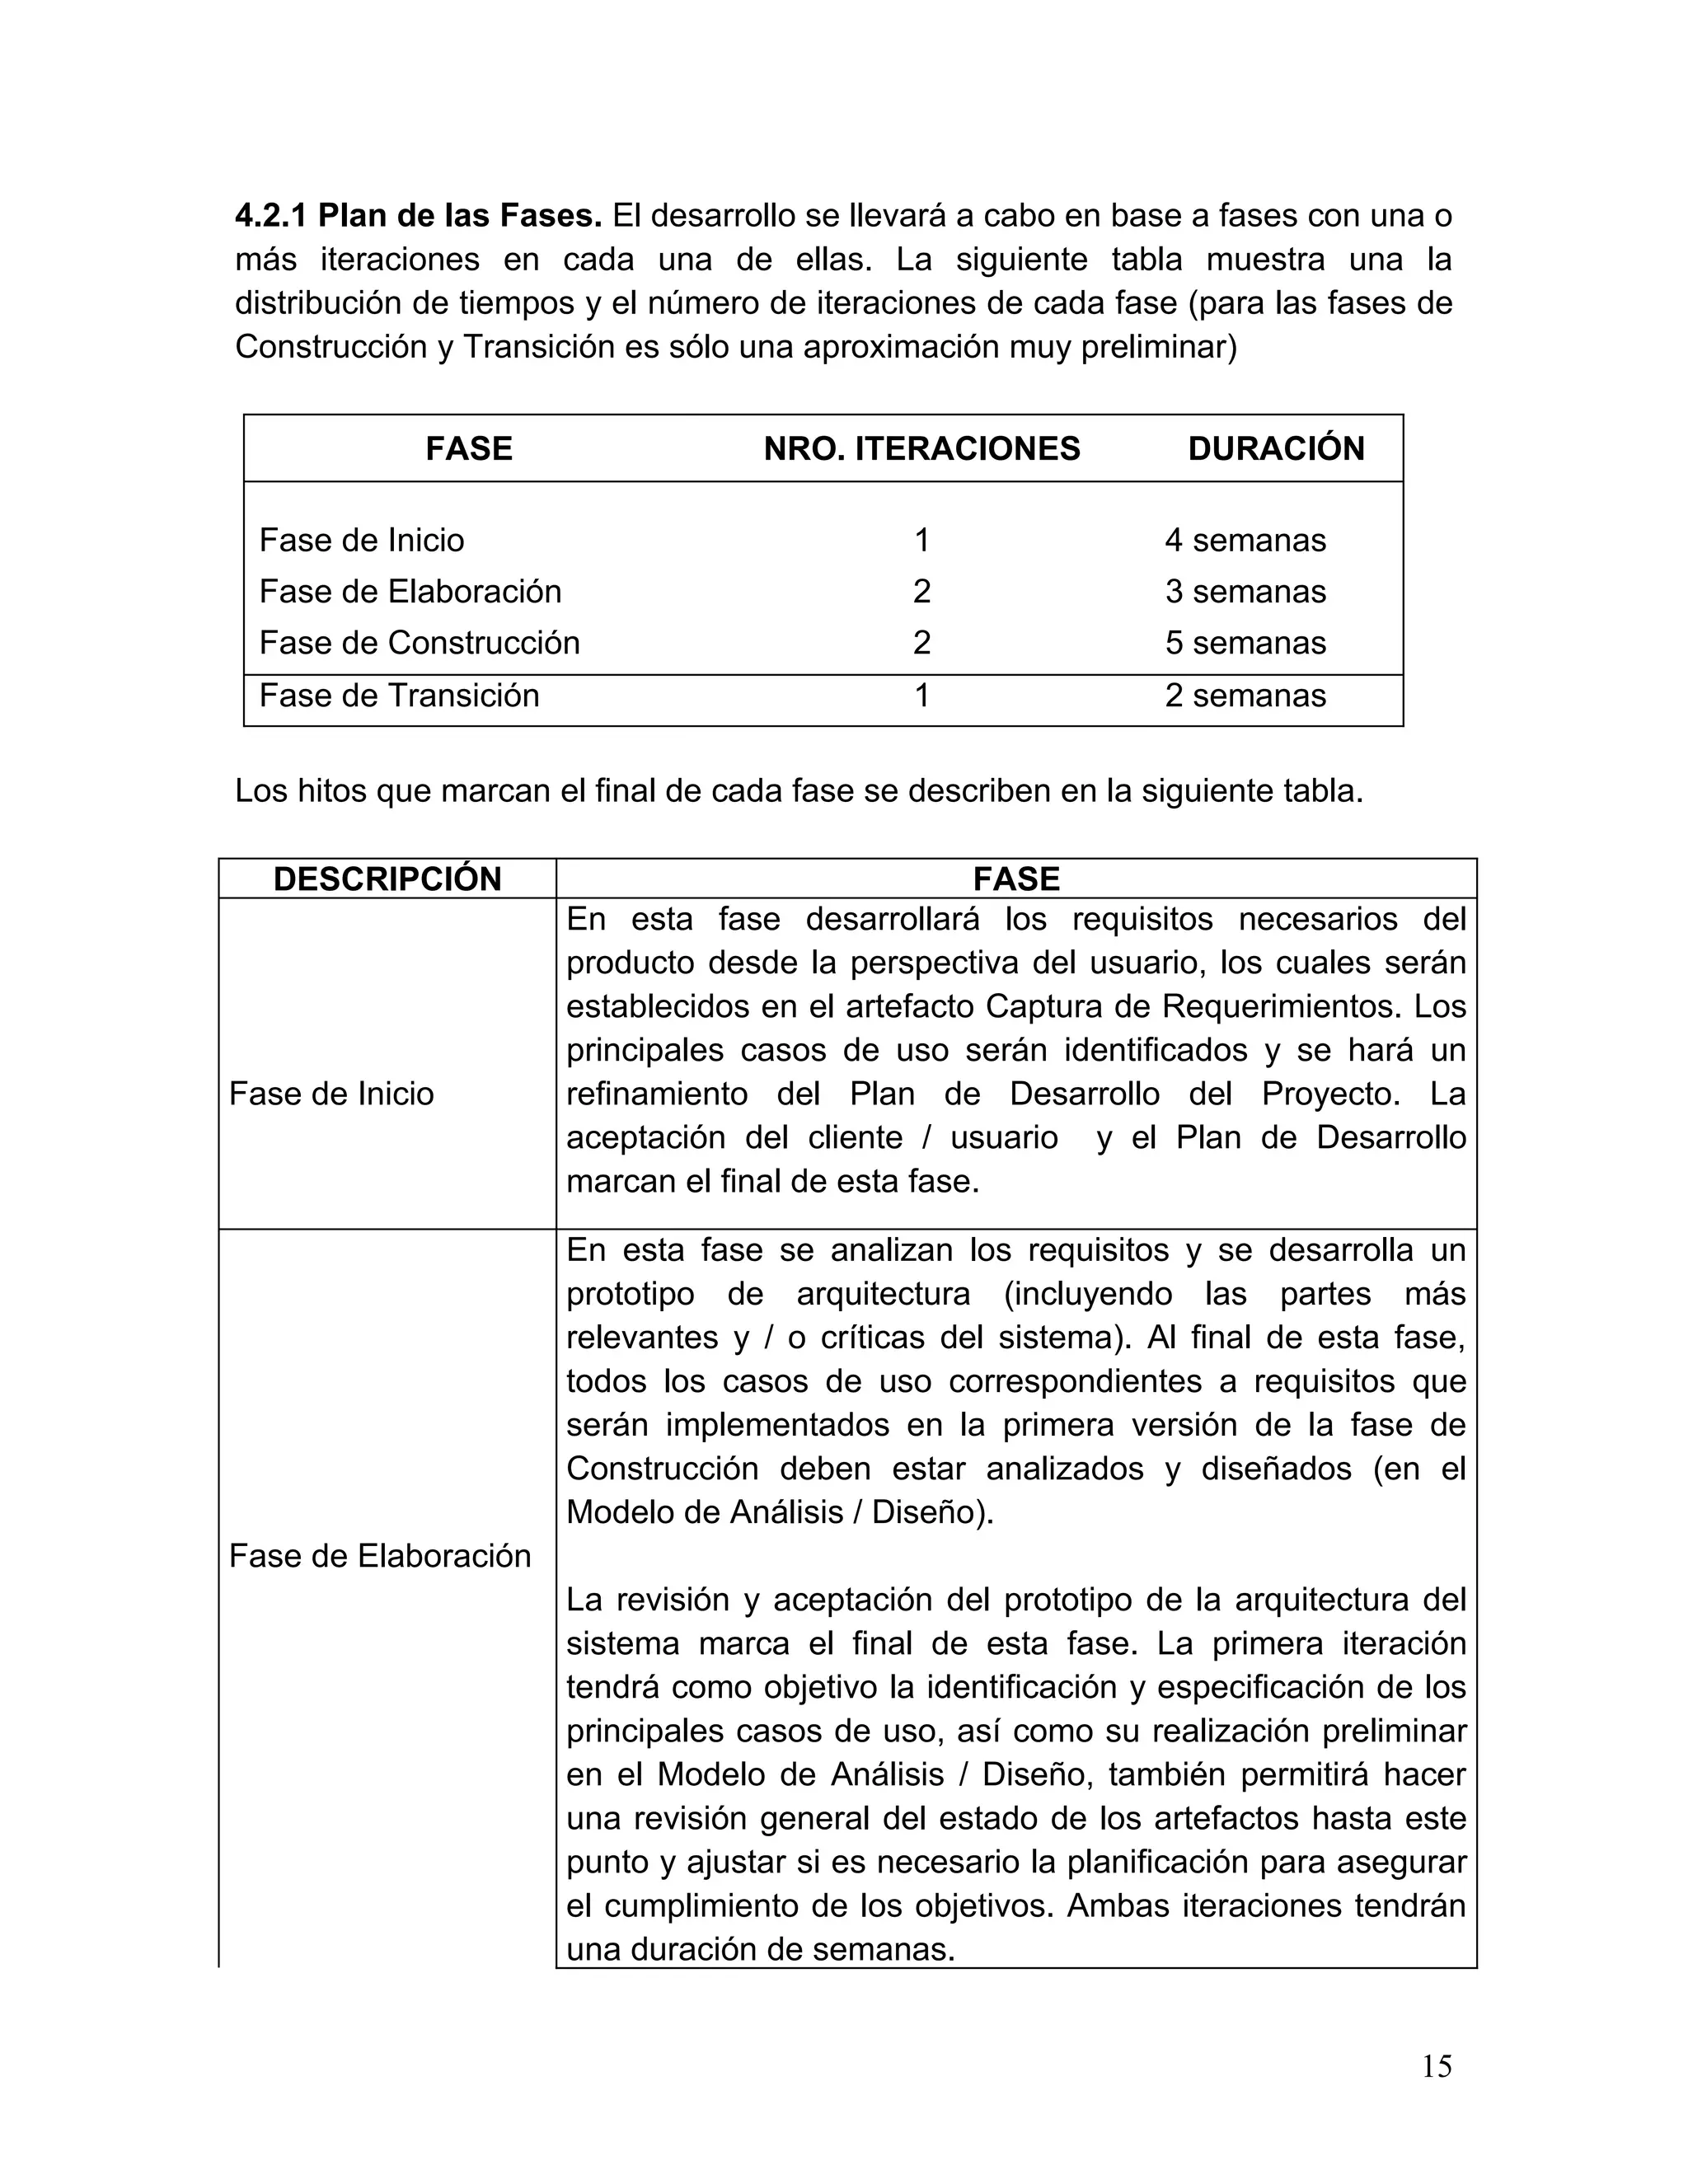 4.2.1 Plan de las Fases. El desarrollo se llevará a cabo en base a fases con una o
más iteraciones en cada una de ellas. La siguiente tabla muestra una la
distribución de tiempos y el número de iteraciones de cada fase (para las fases de
Construcción y Transición es sólo una aproximación muy preliminar)
FASE NRO. ITERACIONES DURACIÓN
Fase de Inicio 1 4 semanas
Fase de Elaboración 2 3 semanas
Fase de Construcción 2 5 semanas
Fase de Transición 1 2 semanas
Los hitos que marcan el final de cada fase se describen en la siguiente tabla.
DESCRIPCIÓN FASE
Fase de Inicio
En esta fase desarrollará los requisitos necesarios del
producto desde la perspectiva del usuario, los cuales serán
establecidos en el artefacto Captura de Requerimientos. Los
principales casos de uso serán identificados y se hará un
refinamiento del Plan de Desarrollo del Proyecto. La
aceptación del cliente / usuario y el Plan de Desarrollo
marcan el final de esta fase.
Fase de Elaboración
En esta fase se analizan los requisitos y se desarrolla un
prototipo de arquitectura (incluyendo las partes más
relevantes y / o críticas del sistema). Al final de esta fase,
todos los casos de uso correspondientes a requisitos que
serán implementados en la primera versión de la fase de
Construcción deben estar analizados y diseñados (en el
Modelo de Análisis / Diseño).
La revisión y aceptación del prototipo de la arquitectura del
sistema marca el final de esta fase. La primera iteración
tendrá como objetivo la identificación y especificación de los
principales casos de uso, así como su realización preliminar
en el Modelo de Análisis / Diseño, también permitirá hacer
una revisión general del estado de los artefactos hasta este
punto y ajustar si es necesario la planificación para asegurar
el cumplimiento de los objetivos. Ambas iteraciones tendrán
una duración de semanas.
15